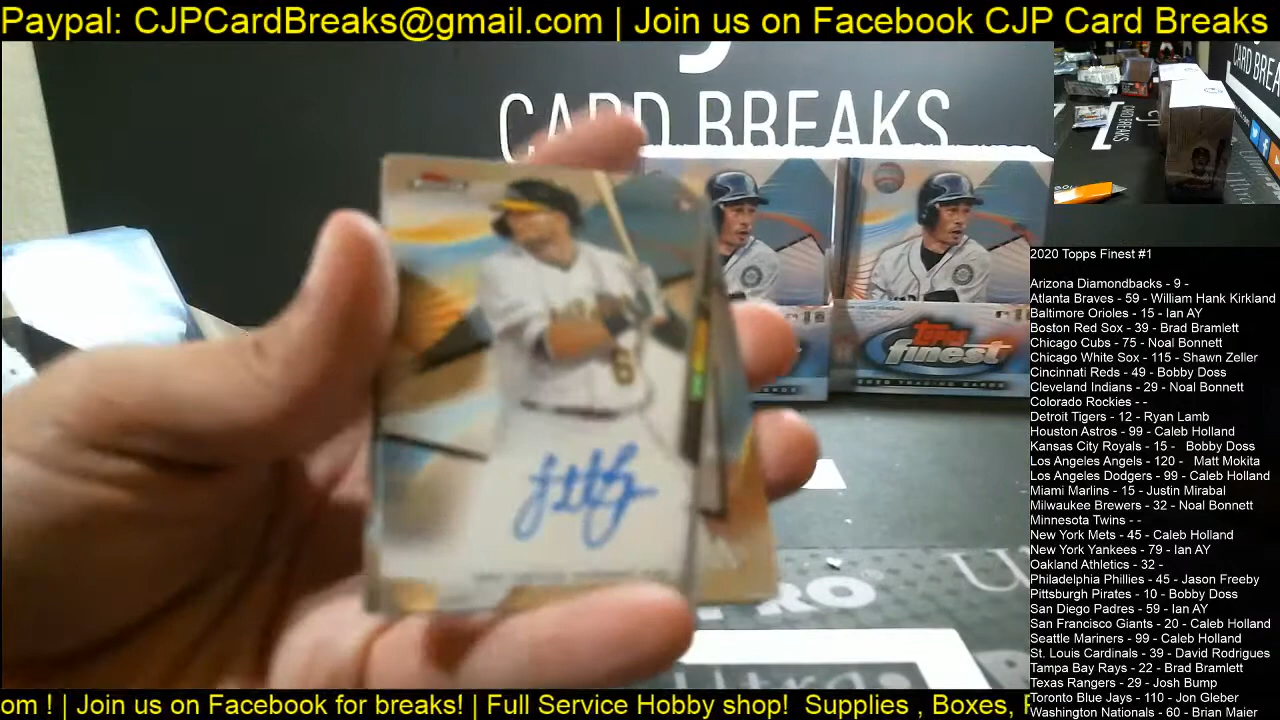 Paypal: CJPCardBreaks@gmail.com | Join us on Facebook CJP Card Breaks
CARD BREAKS
CARD BREA
6
topps
finest
2020 TRADING CARDS
2020 Topps Finest #1
Arizona Diamondbacks - 9 -
Atlanta Braves - 59 - William Hank Kirkland
Baltimore Orioles - 15 - Ian AY
Boston Red Sox - 39 - Brad Bramlett
Chicago Cubs - 75 - Noal Bonnett
Chicago White Sox - 115 - Shawn Zeller
Cincinnati Reds - 49 - Bobby Doss
Cleveland Indians - 29 - Noal Bonnett
Colorado Rockies - -
Detroit Tigers - 12 - Ryan Lamb
Houston Astros - 99 - Caleb Holland
Kansas City Royals - 15 - Bobby Doss
Los Angeles Angels - 120 - Matt Mokita
Los Angeles Dodgers - 99 - Caleb Holland
Miami Marlins - 15 - Justin Mirabal
Milwaukee Brewers - 32 - Noal Bonnett
Minnesota Twins - -
New York Mets - 45 - Caleb Holland
New York Yankees - 79 - Ian AY
Oakland Athletics - 32 -
Philadelphia Phillies - 45 - Jason Freeby
Pittsburgh Pirates - 10 - Bobby Doss
San Diego Padres - 59 - Ian AY
San Francisco Giants - 20 - Caleb Holland
Seattle Mariners - 99 - Caleb Holland
St. Louis Cardinals - 39 - David Rodrigues
Tampa Bay Rays - 22 - Brad Bramlett
Texas Rangers - 29 - Josh Bump
Toronto Blue Jays - 110 - Jon Gleber
Washington Nationals - 60 - Brian Maier
om ! | Join us on Facebook for breaks! | Full Service Hobby shop! Supplies , Boxes,